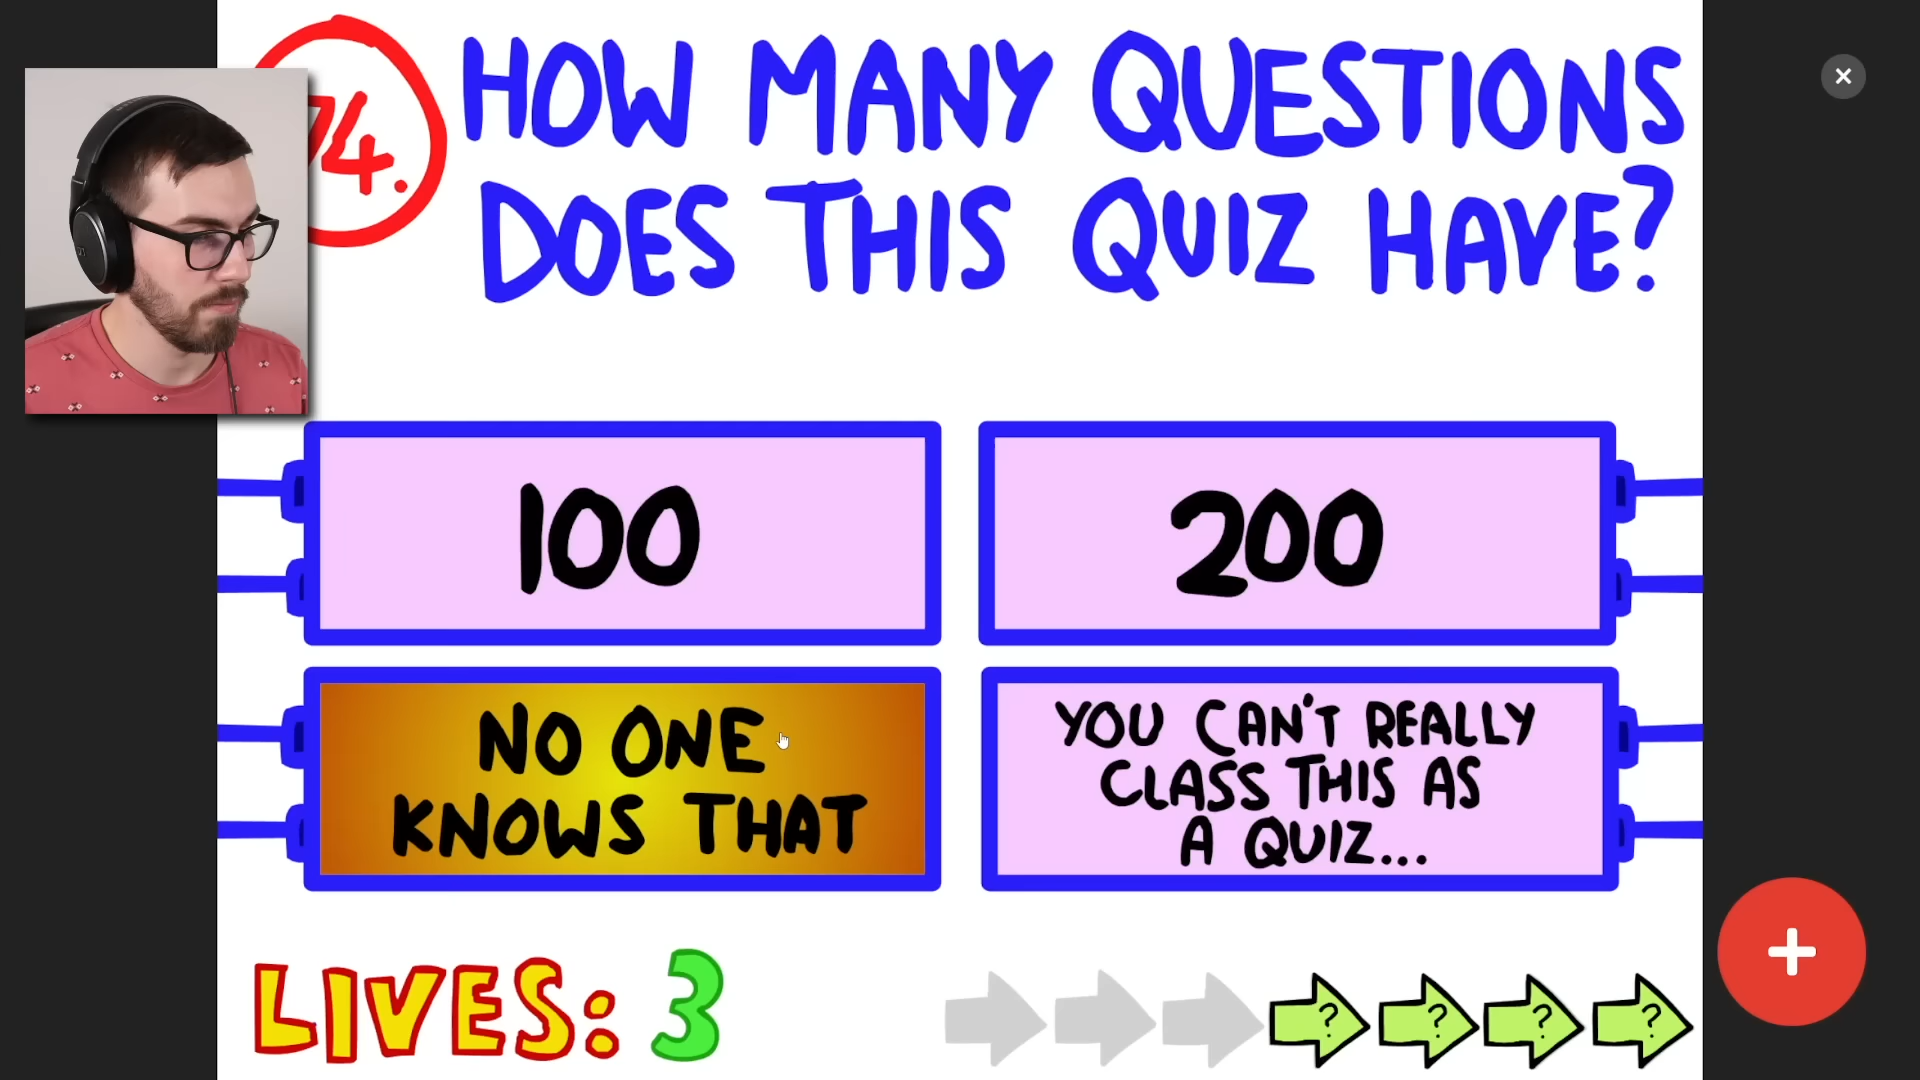 74.
HOW MANY QUESTIONS
DOES THIS QUIZ HAVE?
100
200
NO ONE
KNOWS THAT
YOU CAN'T REALLY
CLASS THIS AS
A QUIZ...
LIVES: 3
? ? ? ?